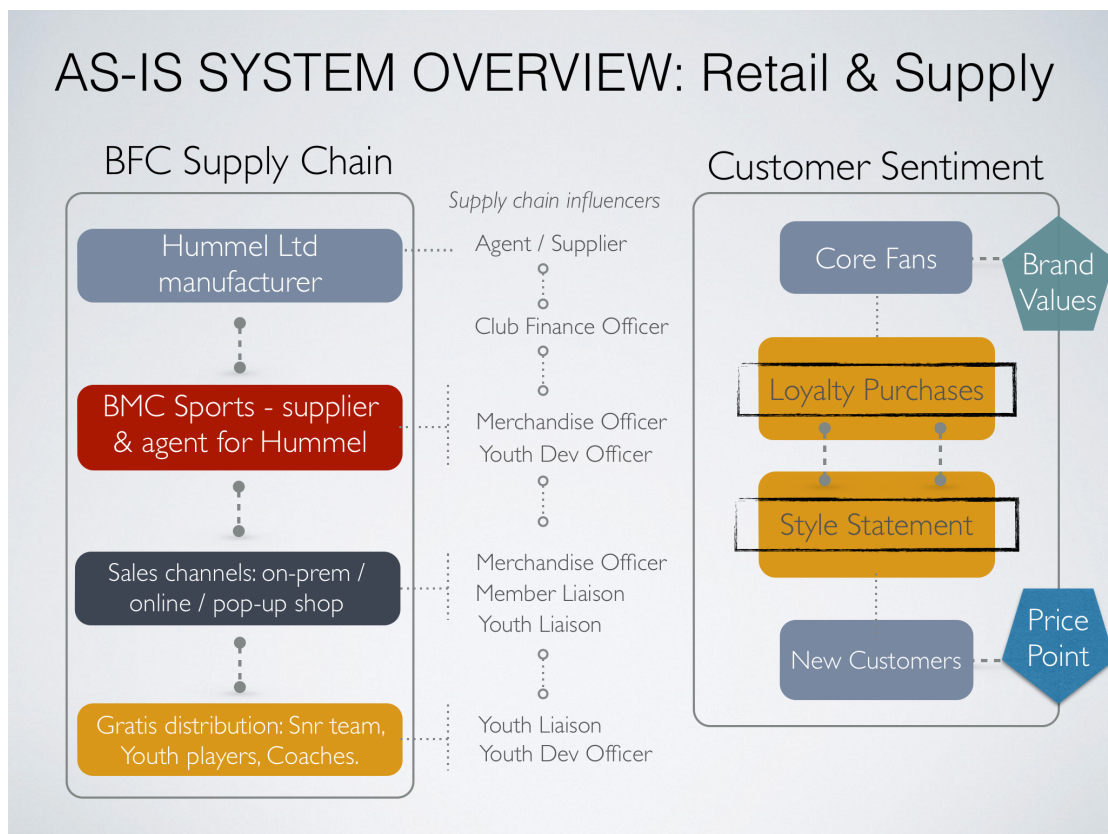 AS-IS SYSTEM OVERVIEW: Retail & Supply
BFC Supply Chain
Hummel Ltd
manufacturer
BMC Sports - supplier
& agent for Hummel
Sales channels: on-prem /
online / pop-up shop
Gratis distribution: Snr team,
Youth players, Coaches.
Supply chain influencers
Agent / Supplier
Club Finance Officer
Merchandise Officer
Youth Dev Officer
Merchandise Officer
Member Liaison
Youth Liaison
Youth Liaison
Youth Dev Officer
Customer Sentiment
Core Fans
Brand
Values
Loyalty Purchases
Style Statement
New Customers
Price
Point